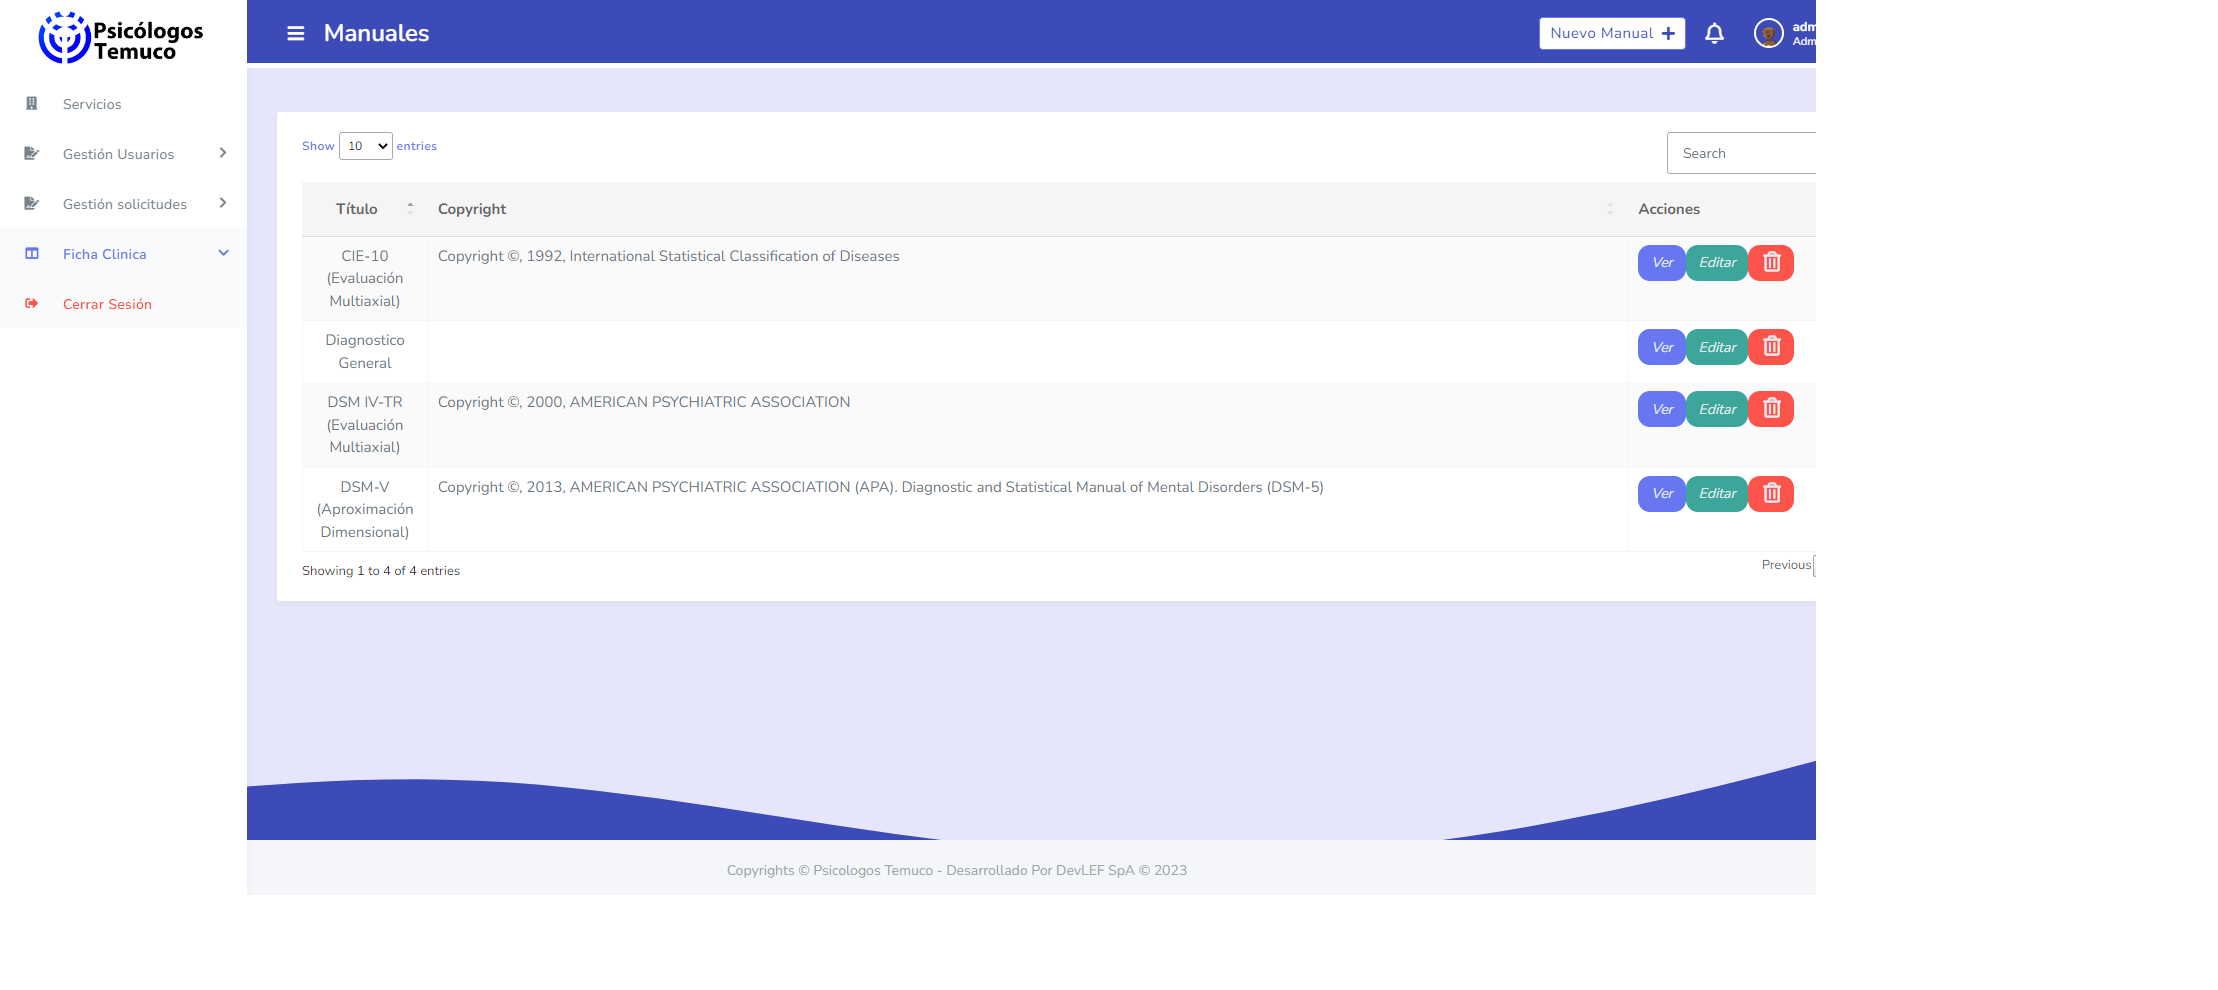 Psicólogos
Temuco
Servicios
Gestión Usuarios
Gestión solicitudes
Ficha Clinica
Cerrar Sesión
Manuales
Nuevo Manual
adm
Adm
Show 10 entries
Search
Título Copyright Acciones
CIE-10
(Evaluación
Multiaxial)
Copyright ©, 1992, International Statistical Classification of Diseases
Ver Editar
Diagnostico
General
Ver Editar
DSM IV-TR
(Evaluación
Multiaxial)
Copyright ©, 2000, AMERICAN PSYCHIATRIC ASSOCIATION
Ver Editar
DSM-V
(Aproximación
Dimensional)
Copyright ©, 2013, AMERICAN PSYCHIATRIC ASSOCIATION (APA). Diagnostic and Statistical Manual of Mental Disorders (DSM-5)
Ver Editar
Showing 1 to 4 of 4 entries
Previous
Copyrights © Psicologos Temuco - Desarrollado Por DevLEF SpA © 2023